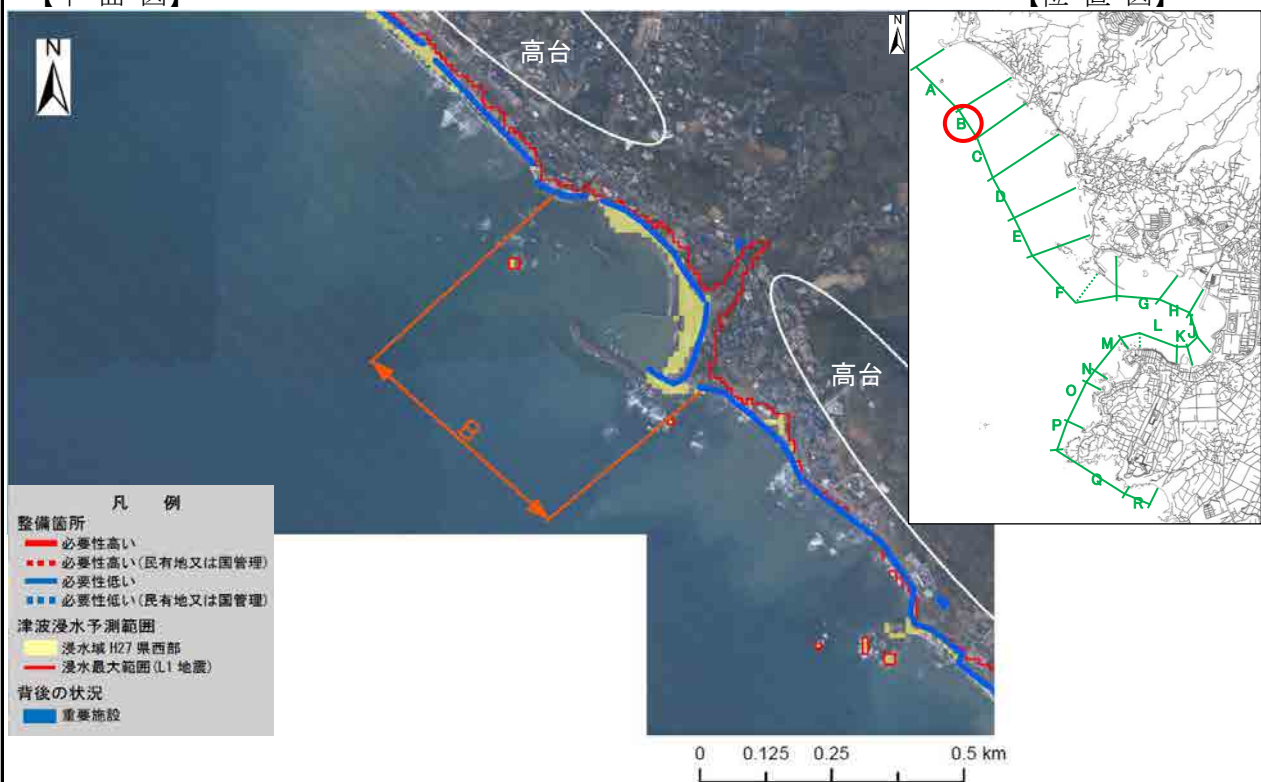 【平面図】
【位置図】
N
高台
高台
B
N
A
B
C
D
E
F
G
H
I
J
K
L
M
N
O
P
Q
R
凡 例
整備箇所
必要性高い
必要性高い(民有地又は国管理)
必要性低い
必要性低い(民有地又は国管理)
津波浸水予測範囲
浸水域 H27 県西部
浸水最大範囲(L1 地震)
背後の状況
重要施設
0 0.125 0.25 0.5 km